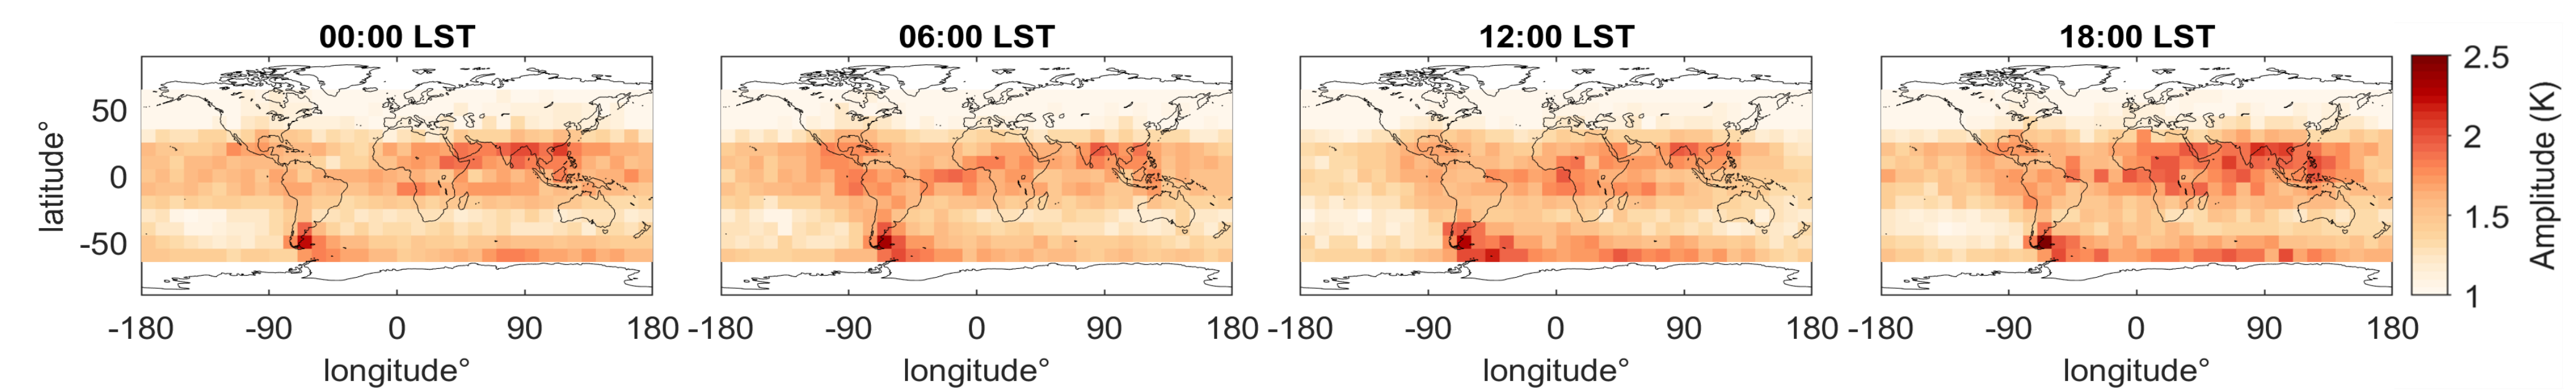 00:00 LST 06:00 LST 12:00 LST 18:00 LST
2.5
50
2
0
1.5
-50
1
latitude°
Amplitude (K)
-180 -90 0 90 180 -180 -90 0 90 180 -180 -90 0 90 180 -180 -90 0 90 180
longitude° longitude° longitude° longitude°